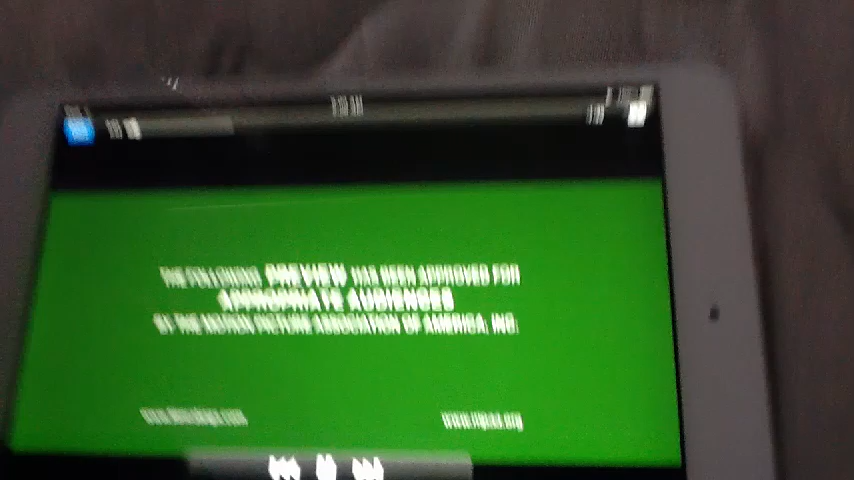 THE FOLLOWING PREVIEW HAS BEEN APPROVED FOR
APPROPRIATE AUDIENCES
BY THE MOTION PICTURE ASSOCIATION OF AMERICA, INC.
www.mpaa.org